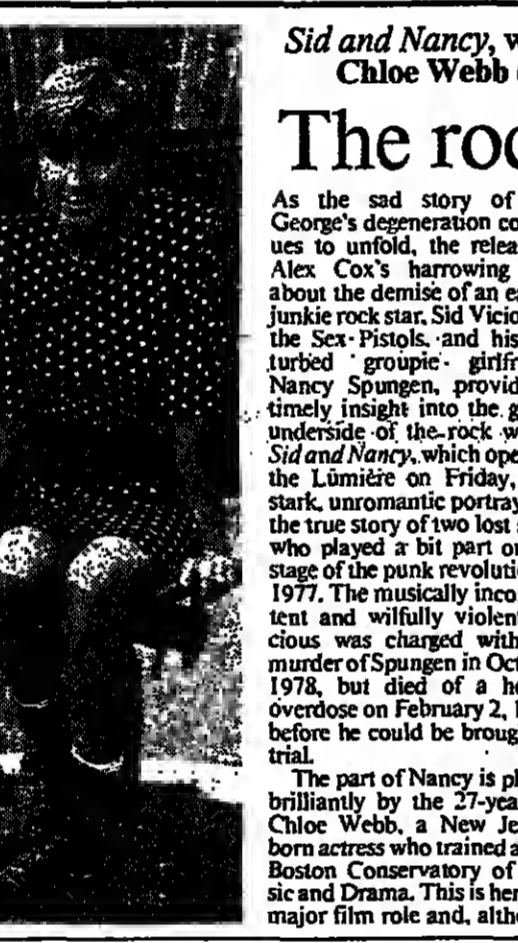 Sid and Nancy, w
Chloe Webb
The roc
As the sad story of
George's degeneration co
ues to unfold, the relea
Alex Cox's harrowing
about the demise of an ea
junkie rock star, Sid Vicio
the Sex Pistols, and his
turbed groupie girlfr
Nancy Spungen, provid
timely insight into the g
underside of the rock w
Sid and Nancy, which ope
the Lumière on Friday,
stark, unromantic portray
the true story of two lost s
who played a bit part on
stage of the punk revoluti
1977. The musically inco
tent and wilfully violent
cious was charged with
murder of Spungen in Oct
1978, but died of a he
overdose on February 2, 1
before he could be broug
trial.
The part of Nancy is pl
brilliantly by the 27-yea
Chloe Webb, a New Je
born actress who trained a
Boston Conservatory of
sic and Drama. This is her
major film role and, altho